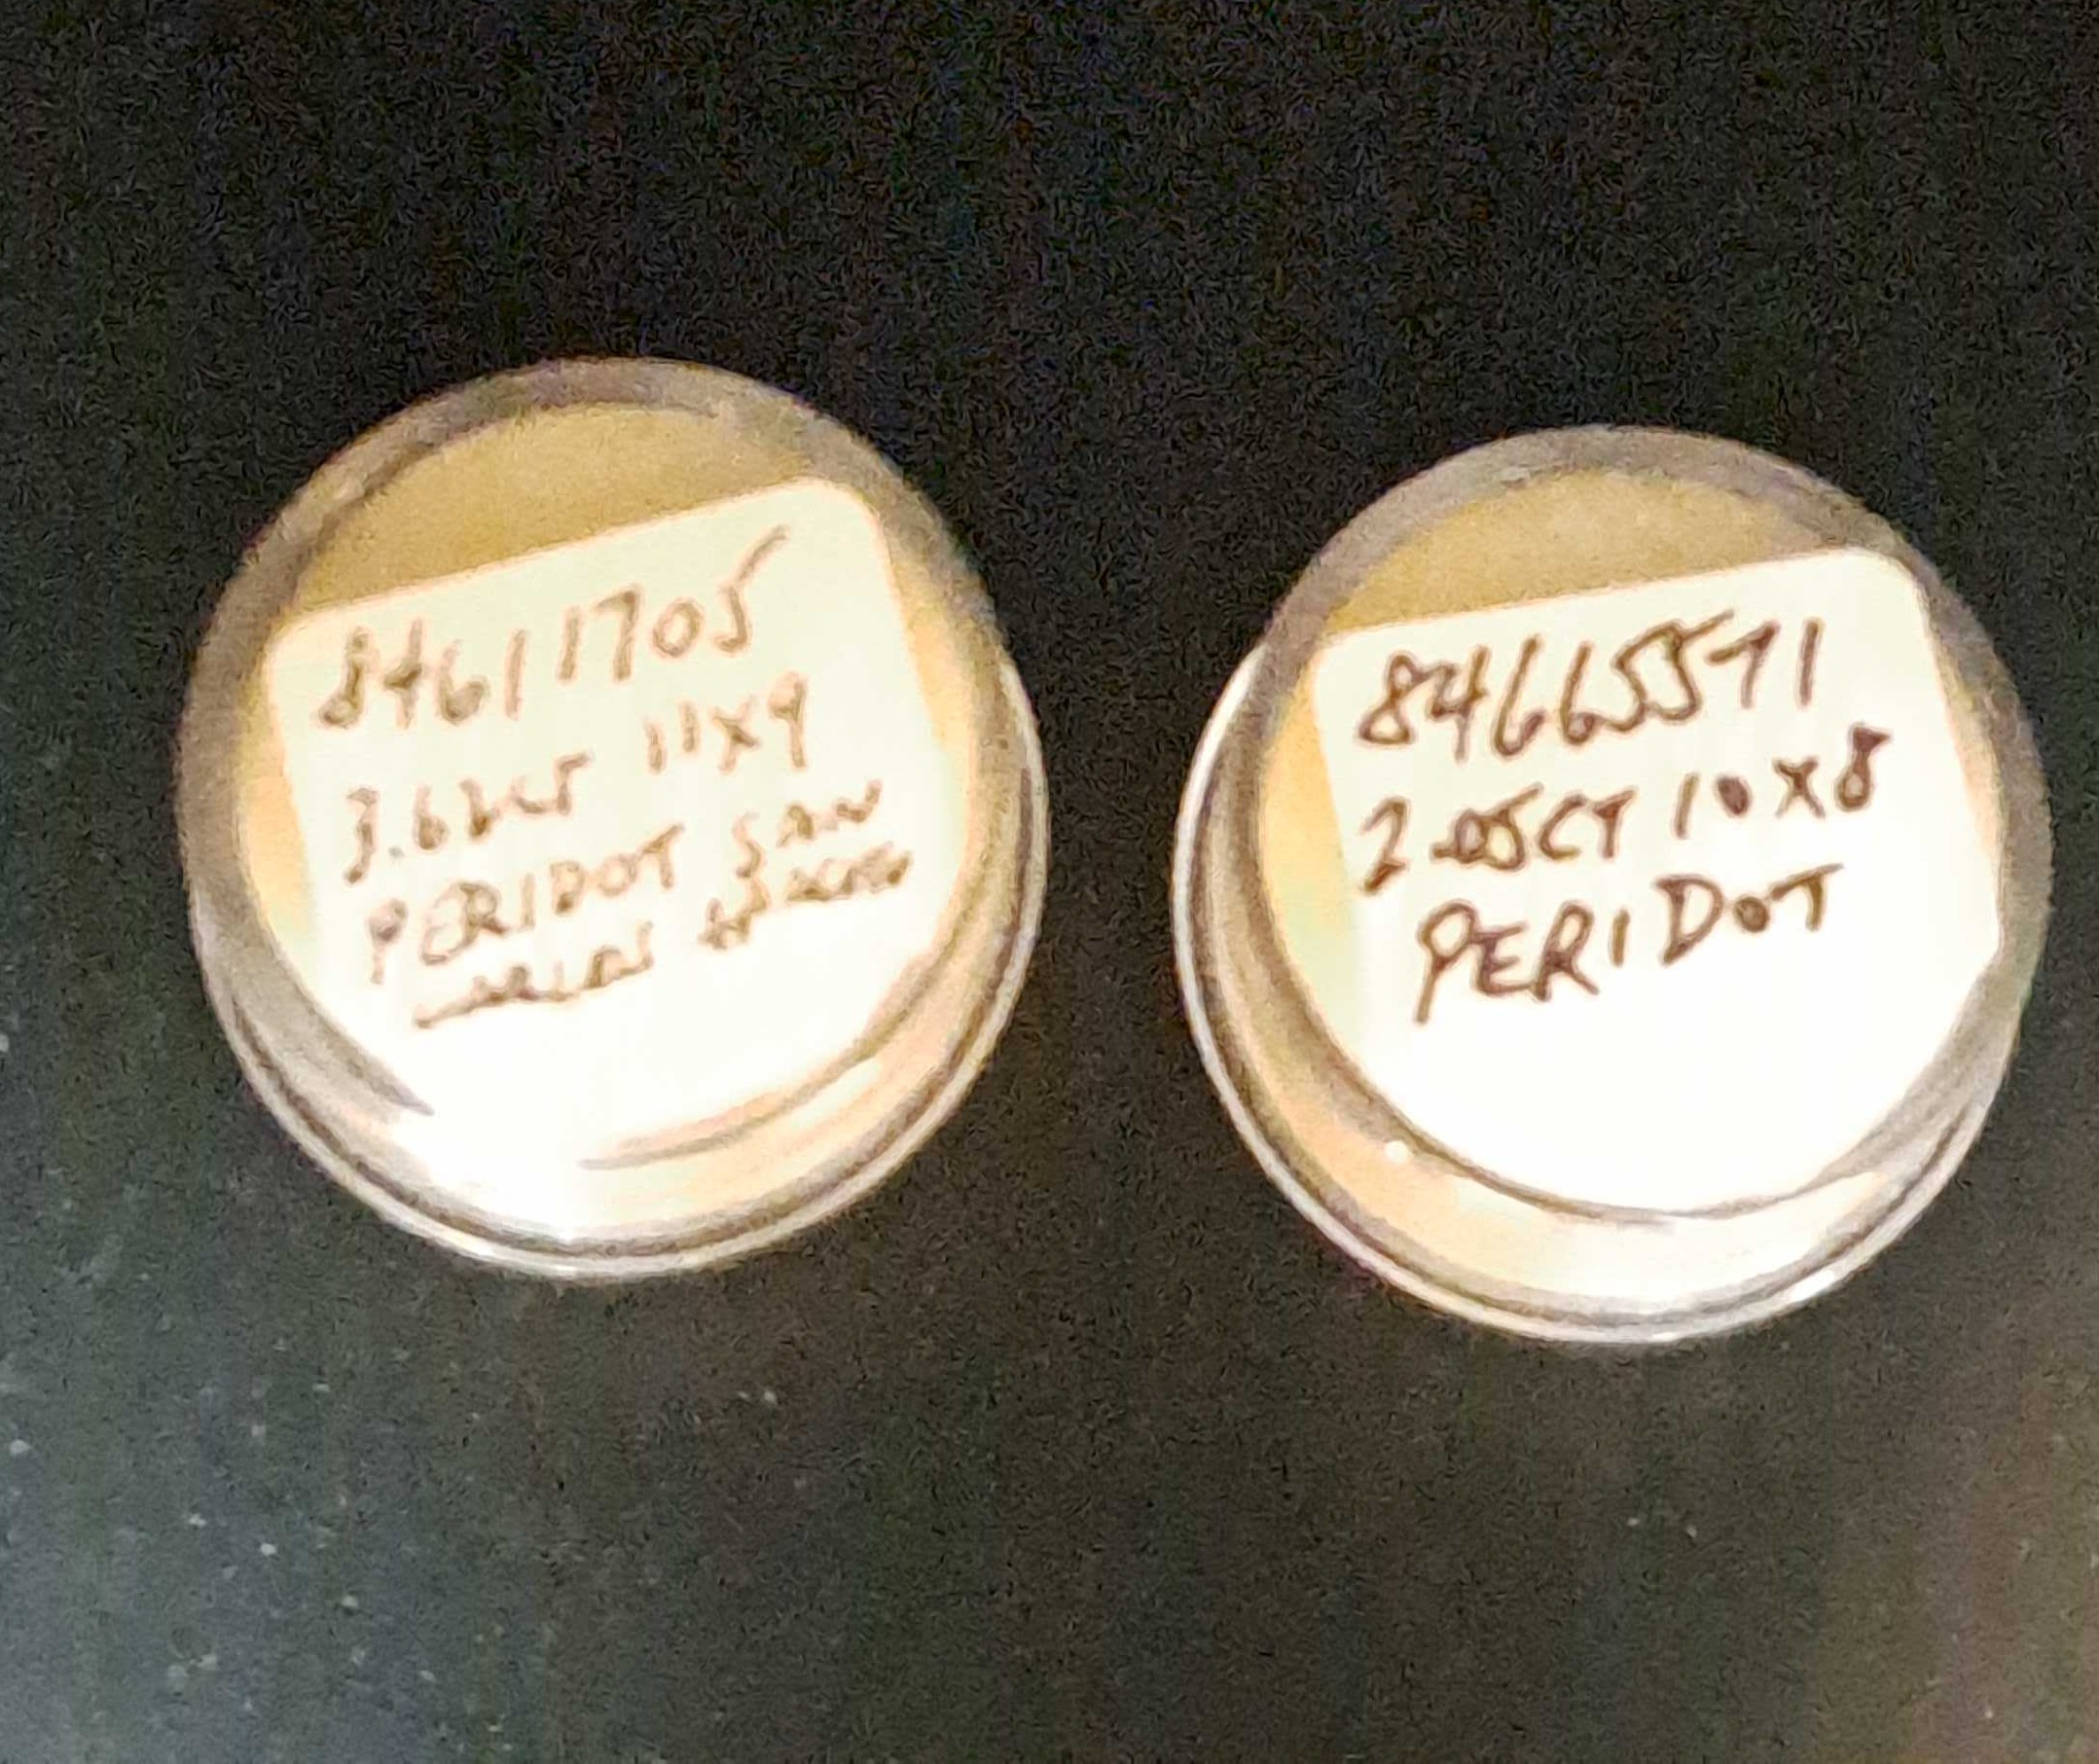 84611705
3.62CT 11X9
PERIDOT SAN
84665571
2.05CT 10X8
PERIDOT